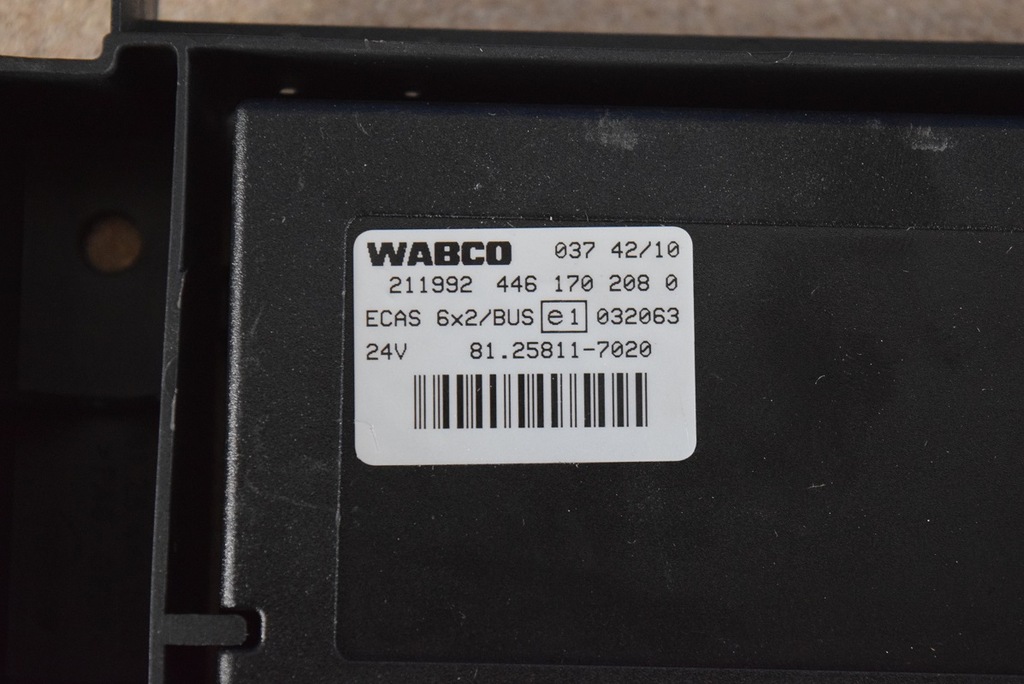 WABCO 037 42/10
211992 446 170 208 0
ECAS 6x2/BUS e1 032063
24V 81.25811-7020